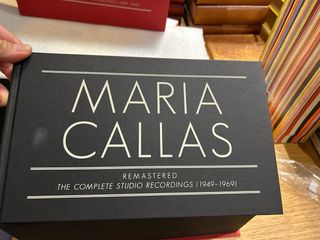 MARIA
CALLAS
REMASTERED
THE COMPLETE STUDIO RECORDINGS (1949-1969)